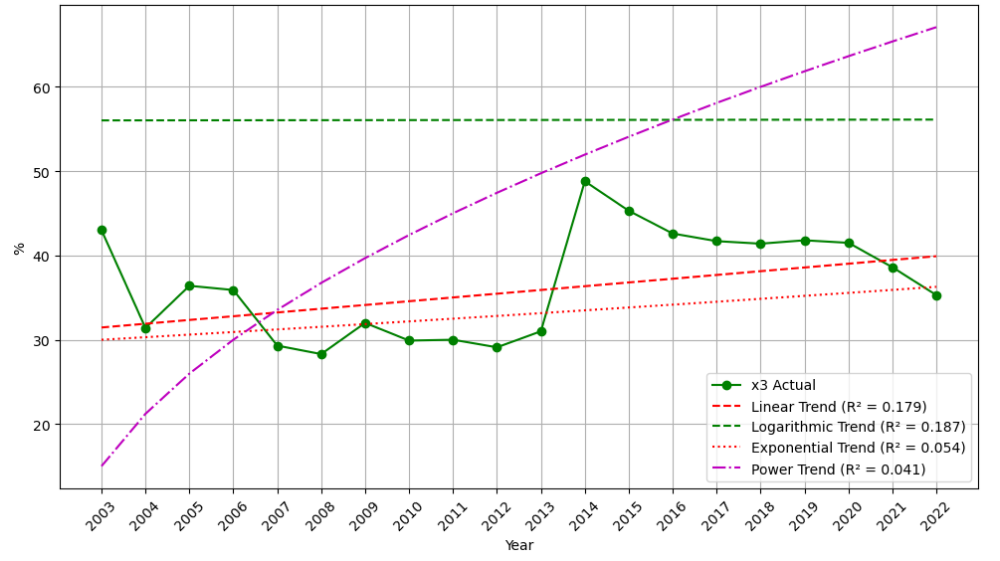 60
50
%
40
30
20
x3 Actual
Linear Trend (R² = 0.179)
Logarithmic Trend (R² = 0.187)
Exponential Trend (R² = 0.054)
Power Trend (R² = 0.041)
2003 2004 2005 2006 2007 2008 2009 2010 2011 2012 2013 2014 2015 2016 2017 2018 2019 2020 2021 2022
Year